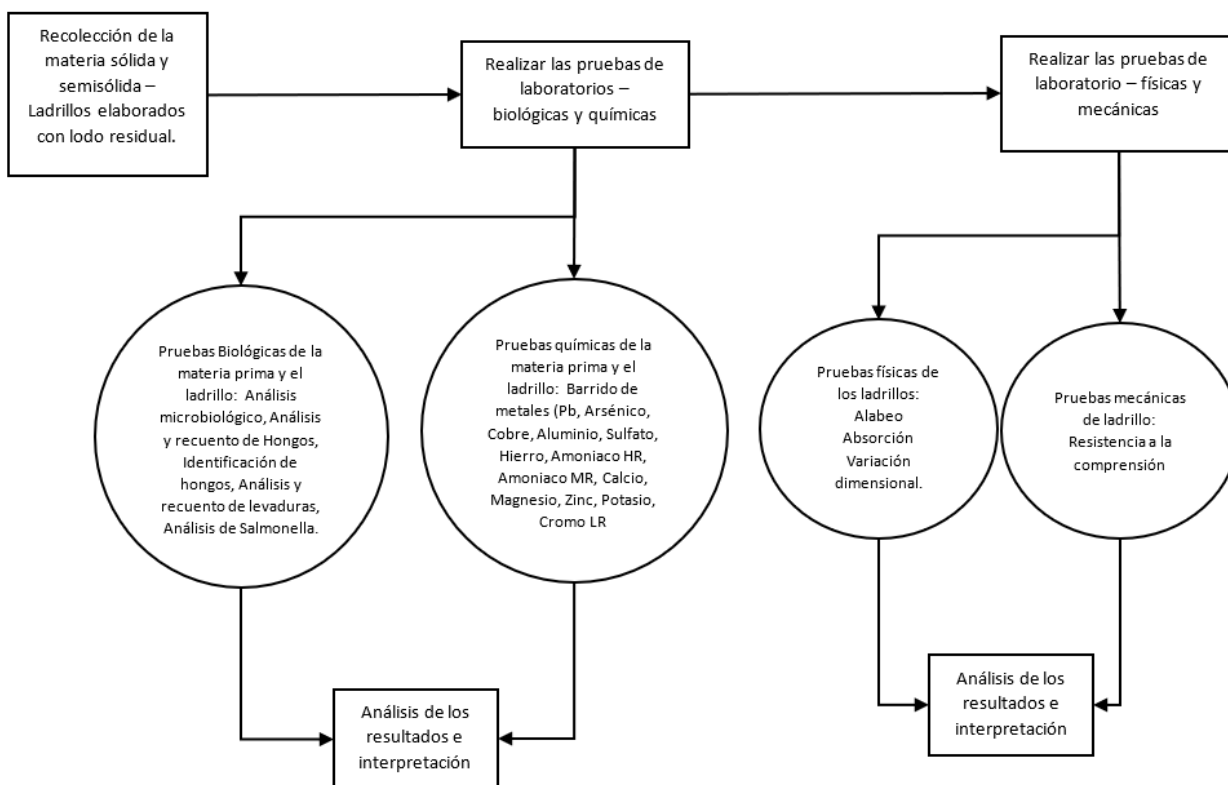 Recolección de la
materia sólida y
semisólida –
Ladrillos elaborados
con lodo residual.
Realizar las pruebas de
laboratorios –
biológicas y químicas
Realizar las pruebas de
laboratorio – físicas y
mecánicas
Pruebas Biológicas de la
materia prima y el
ladrillo: Análisis
microbiológico, Análisis
y recuento de Hongos,
Identificación de
hongos, Análisis y
recuento de levaduras,
Análisis de Salmonella.
Pruebas químicas de la
materia prima y el
ladrillo: Barrido de
metales (Pb, Arsénico,
Cobre, Aluminio, Sulfato,
Hierro, Amoniaco HR,
Amoniaco MR, Calcio,
Magnesio, Zinc, Potasio,
Cromo LR
Pruebas físicas de
los ladrillos:
Alabeo
Absorción
Variación
dimensional.
Pruebas mecánicas
de ladrillo:
Resistencia a la
comprensión
Análisis de los
resultados e
interpretación
Análisis de los
resultados e
interpretación